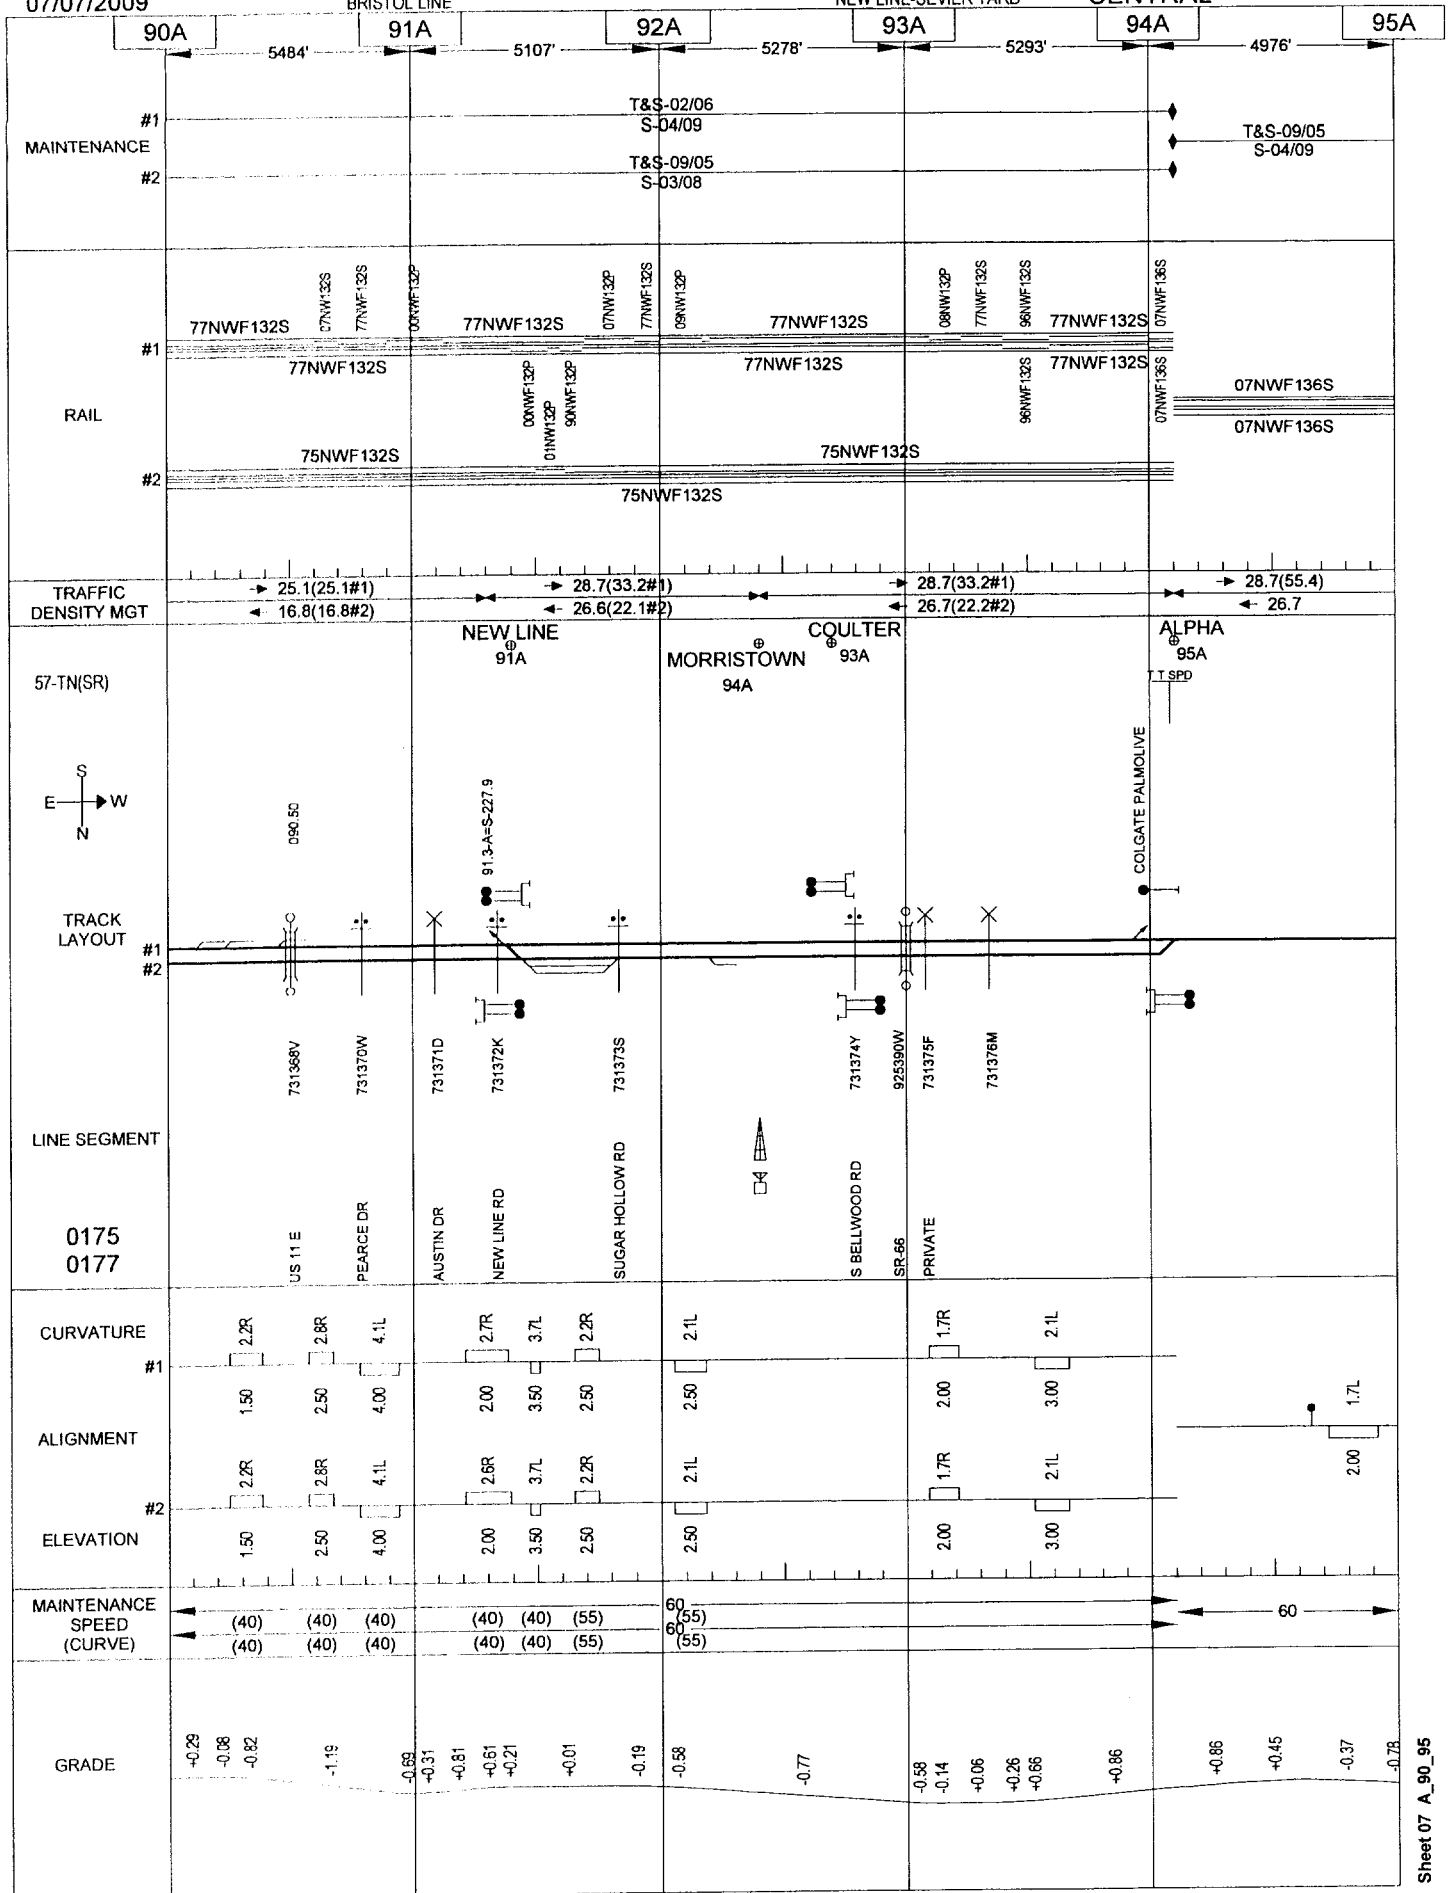 07/07/2009 BRISTOL LINE NEW LINE-SEVIER YARD CENTRAL
90A 91A 92A 93A 94A 95A
5484' 5107' 5278' 5293' 4976'
MAINTENANCE
#1
T&S-02/06
S-04/09
#2
T&S-09/05
S-03/08
T&S-09/05
S-04/09
RAIL
07NW132S 77NWF132S 00NWF132P 07NW132P 77NWF132S 09NW132P 08NW132P 77NWF132S 96NWF132S 07NWF136S
77NWF132S 77NWF132S 77NWF132S 77NWF132S
#1
77NWF132S 77NWF132S 77NWF132S
00NWF132P 01NW132P 90NWF132P 96NWF132S 07NWF136S
07NWF136S
07NWF136S
75NWF132S 75NWF132S
#2
75NWF132S
TRAFFIC
DENSITY MGT
25.1(25.1#1) 28.7(33.2#1) 28.7(33.2#1) 28.7(55.4)
16.8(16.8#2) 26.6(22.1#2) 26.7(22.2#2) 26.7
NEW LINE
91A
MORRISTOWN
94A
COULTER
93A
ALPHA
95A
T T SPD
57-TN(SR)
S
E W
N
090.50
91.3-A=S-227.9
COLGATE PALMOLIVE
TRACK
LAYOUT
#1
#2
731368V 731370W 731371D 731372K 731373S 731374Y 925390W 731375F 731376M
LINE SEGMENT
0175
0177
US 11 E PEARCE DR AUSTIN DR NEW LINE RD SUGAR HOLLOW RD S BELLWOOD RD SR-66 PRIVATE
CURVATURE
2.2R 2.8R 4.1L 2.7R 3.7L 2.2R 2.1L 1.7R 2.1L
#1
1.50 2.50 4.00 2.00 3.50 2.50 2.50 2.00 3.00
ALIGNMENT
1.7L
2.00
2.2R 2.8R 4.1L 2.6R 3.7L 2.2R 2.1L 1.7R 2.1L
#2
ELEVATION
1.50 2.50 4.00 2.00 3.50 2.50 2.50 2.00 3.00
MAINTENANCE
SPEED
(CURVE)
60 60
(40) (40) (40) (40) (40) (55) (55)
60
(40) (40) (40) (40) (40) (55) (55)
GRADE
+0.29 -0.08 -0.82 -1.19 -0.69 +0.31 +0.81 +0.61 +0.21 +0.01 -0.19 -0.58 -0.77 -0.58 -0.14 +0.06 +0.26 +0.66 +0.86 +0.86 +0.45 -0.37 -0.78
Sheet 07 A_90_95